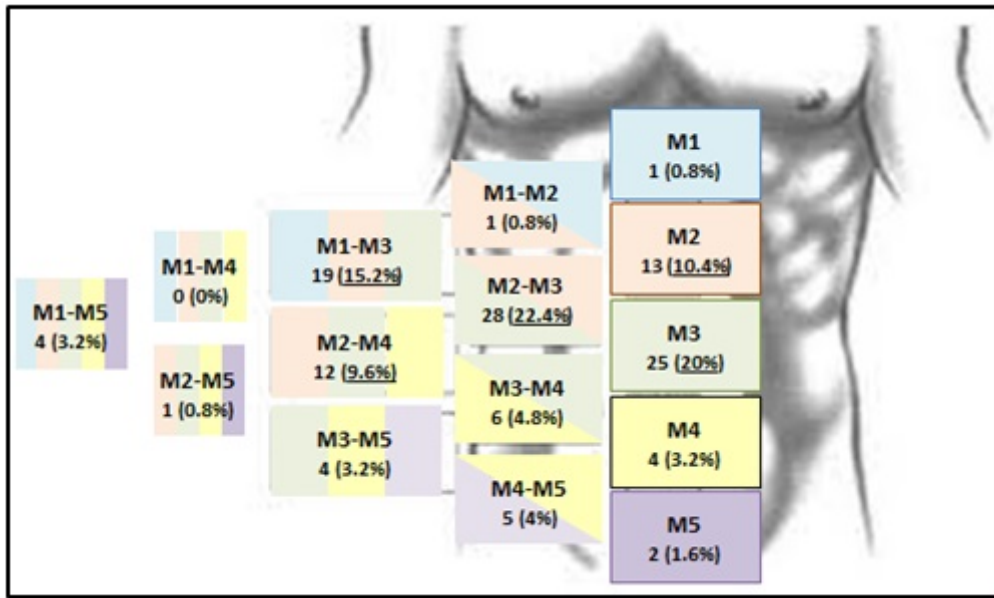 M1
1 (0.8%)
M1-M2
1 (0.8%)
M2
13 (10.4%)
M1-M3
19 (15.2%)
M1-M4
0 (0%)
M2-M3
28 (22.4%)
M1-M5
4 (3.2%)
M3
25 (20%)
M2-M4
12 (9.6%)
M2-M5
1 (0.8%)
M3-M4
6 (4.8%)
M4
4 (3.2%)
M3-M5
4 (3.2%)
M4-M5
5 (4%)
M5
2 (1.6%)